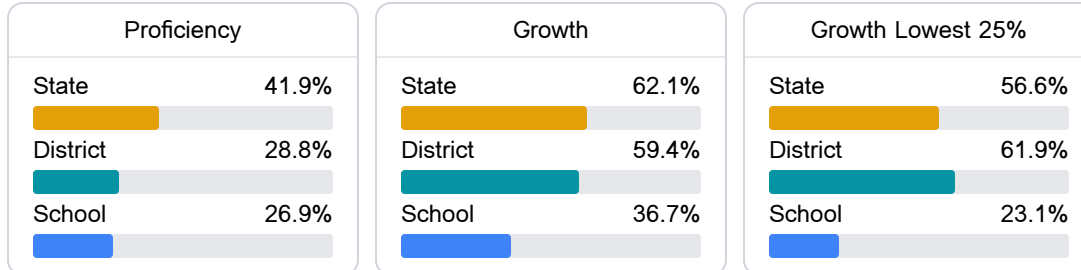 Proficiency
State 41.9%
District 28.8%
School 26.9%
Growth
State 62.1%
District 59.4%
School 36.7%
Growth Lowest 25%
State 56.6%
District 61.9%
School 23.1%